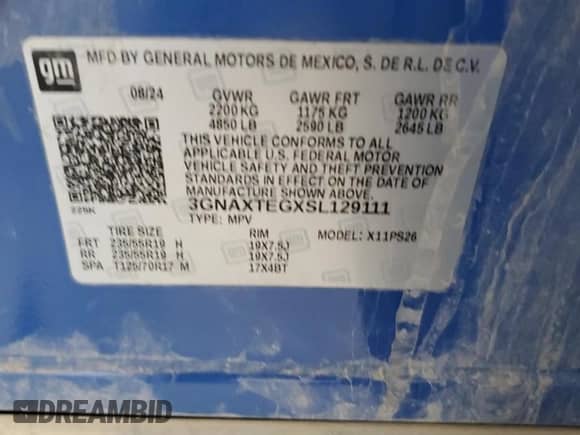 gm
MFD BY GENERAL MOTORS DE MEXICO, S. DE R.L. DE C.V.
08/24 GVWR GAWR FRT GAWR RR
2200 KG 1175 KG 1200 KG
4850 LB 2590 LB 2645 LB
THIS VEHICLE CONFORMS TO ALL
APPLICABLE U.S. FEDERAL MOTOR
VEHICLE SAFETY AND THEFT PREVENTION
STANDARDS IN EFFECT ON THE DATE OF
MANUFACTURE SHOWN ABOVE.
3GNAXTEGXSL129111
225K TYPE: MPV
TIRE SIZE RIM MODEL: X11PS26
FRT 235/55R19 H 19X7.5J
RR 235/55R19 H 19X7.5J
SPA T125/70R17 M 17X4BT
DREAMBID